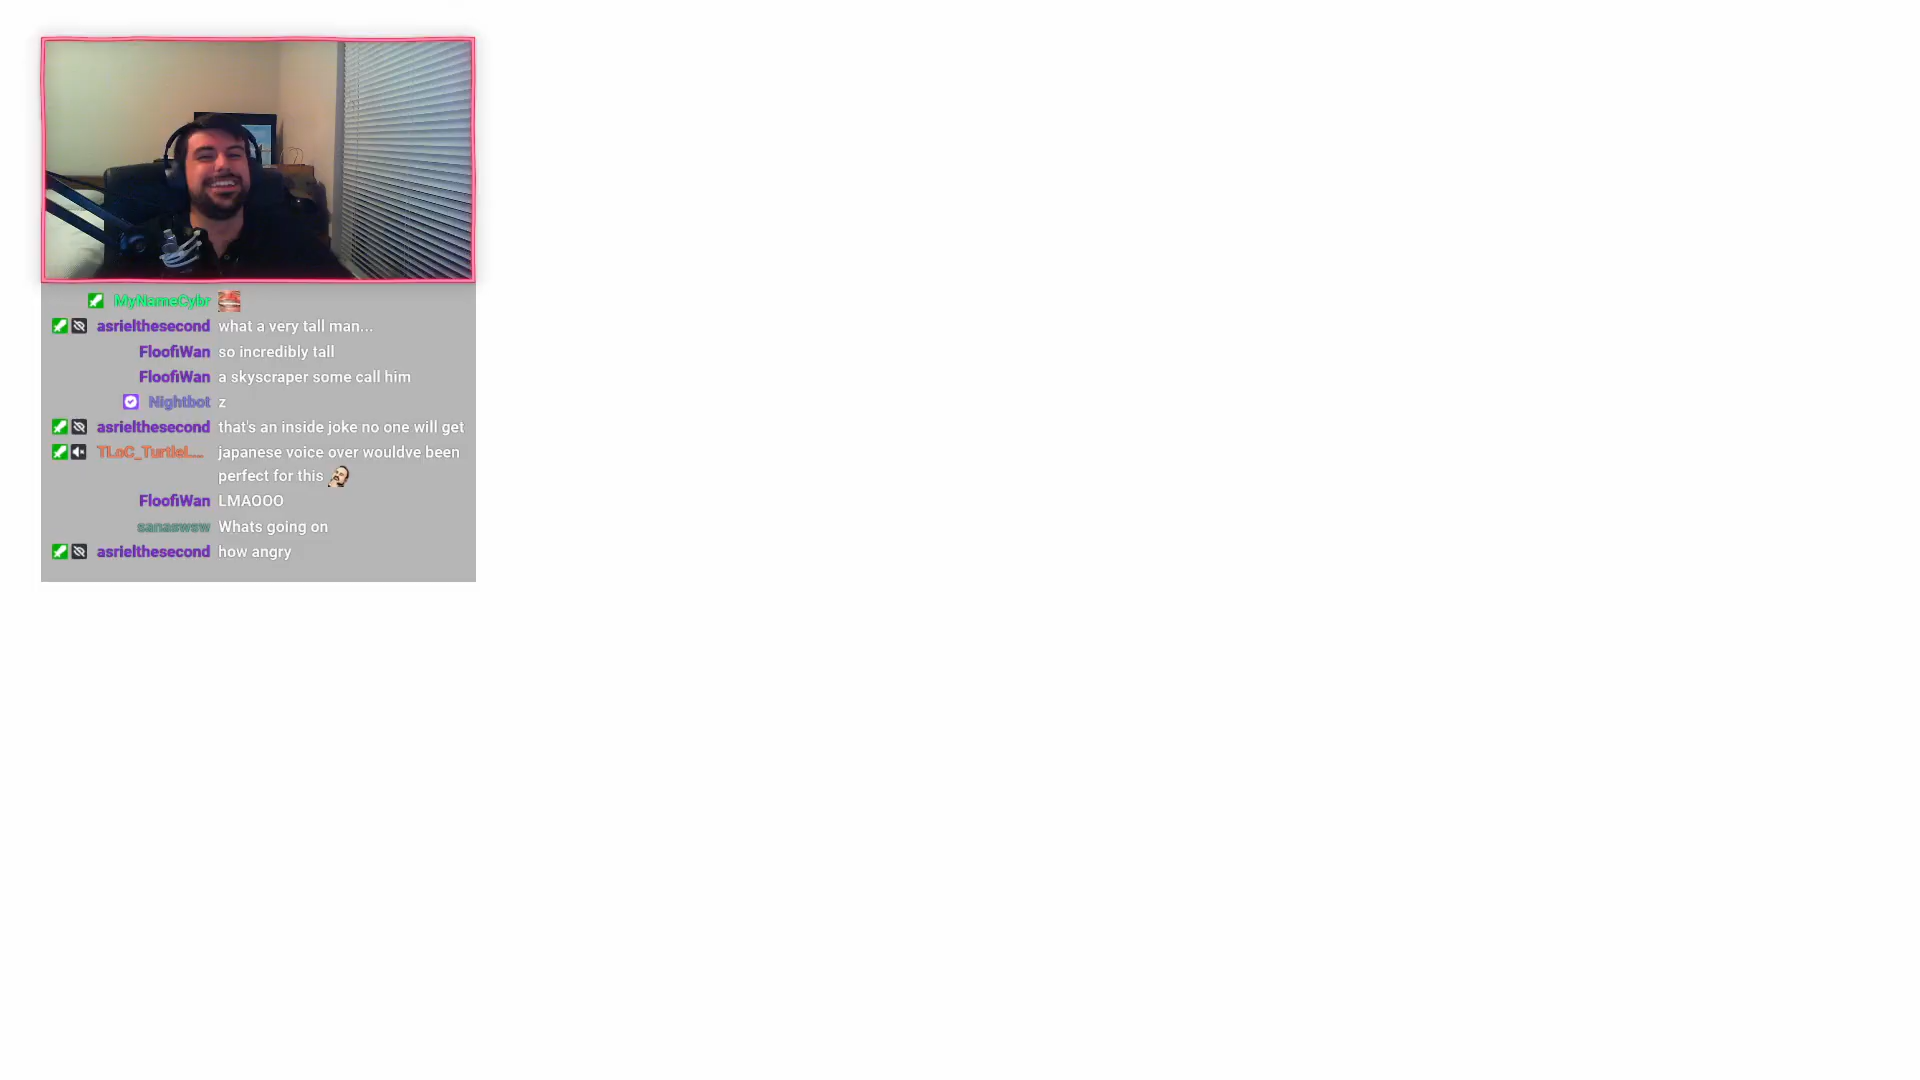 MyNameCybr
asrielthesecond what a very tall man...
FloofiWan so incredibly tall
FloofiWan a skyscraper some call him
Nightbot z
asrielthesecond that's an inside joke no one will get
TLoC_TurtleL... japanese voice over wouldve been
perfect for this
FloofiWan LMAOOO
sanaswsw Whats going on
asrielthesecond how angry